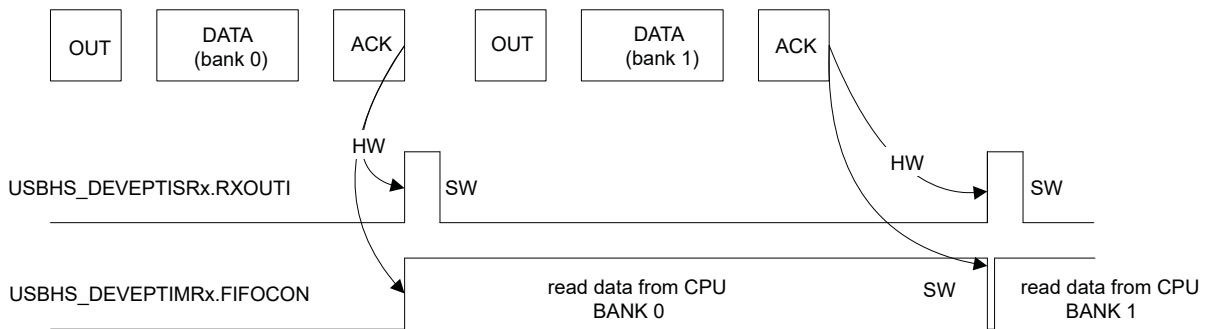 OUT
DATA
(bank 0)
ACK
OUT
DATA
(bank 1)
ACK
HW
HW
USBHS_DEVEPTISRx.RXOUTI
SW
SW
USBHS_DEVEPTIMRx.FIFOCON
read data from CPU
BANK 0
SW
read data from CPU
BANK 1